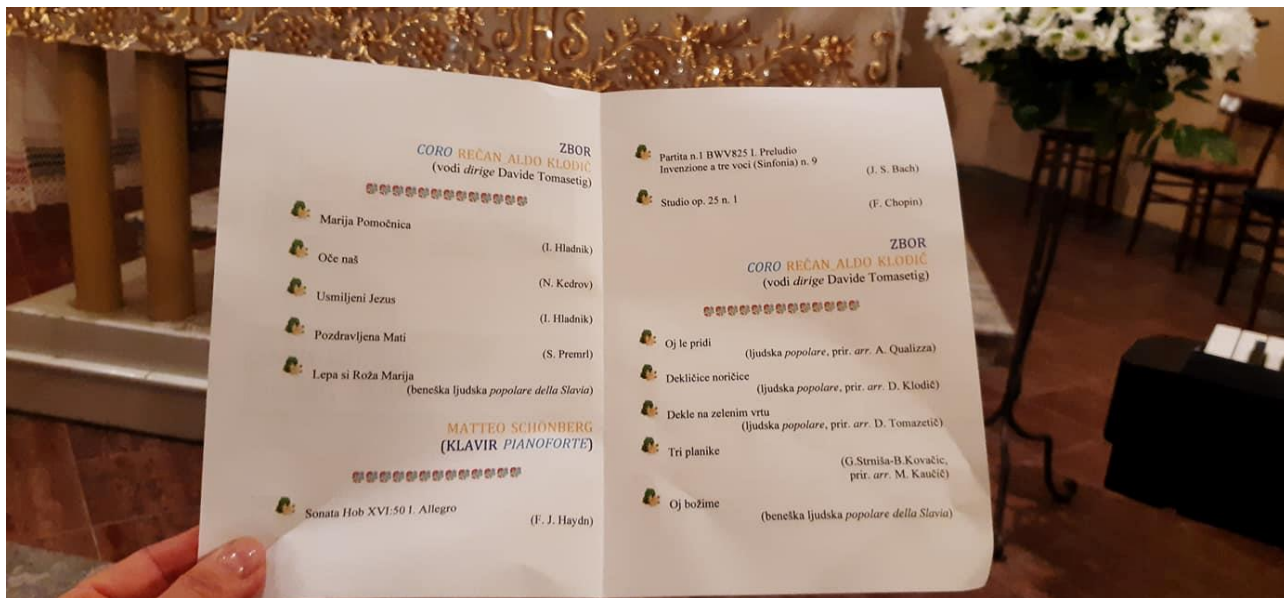 JHS
ZBOR
CORO REČAN ALDO KLODIČ
(vodi dirige Davide Tomasetig)
Marija Pomočnica
(I. Hladnik)
Oče naš
(N. Kedrov)
Usmiljeni Jezus
(I. Hladnik)
Pozdravljena Mati
(S. Premrl)
Lepa si Roža Marija
(beneška ljudska popolare della Slavia)
MATTEO SCHÖNBERG
(KLAVIR PIANOFORTE)
Sonata Hob XVI:50 I. Allegro
(F. J. Haydn)
Partita n.1 BWV825 I. Preludio
Invenzione a tre voci (Sinfonia) n. 9
(J. S. Bach)
Studio op. 25 n. 1
(F. Chopin)
ZBOR
CORO REČAN ALDO KLODIČ
(vodi dirige Davide Tomasetig)
Oj le pridi
(ljudska popolare, prir. arr. A. Qualizza)
Dekličice noričice
(ljudska popolare, prir. arr. D. Klodič)
Dekle na zelenim vrtu
(ljudska popolare, prir. arr. D. Tomazetič)
Tri planike
(G.Strniša-B.Kovačic,
prir. arr. M. Kaučič)
Oj božime
(beneška ljudska popolare della Slavia)